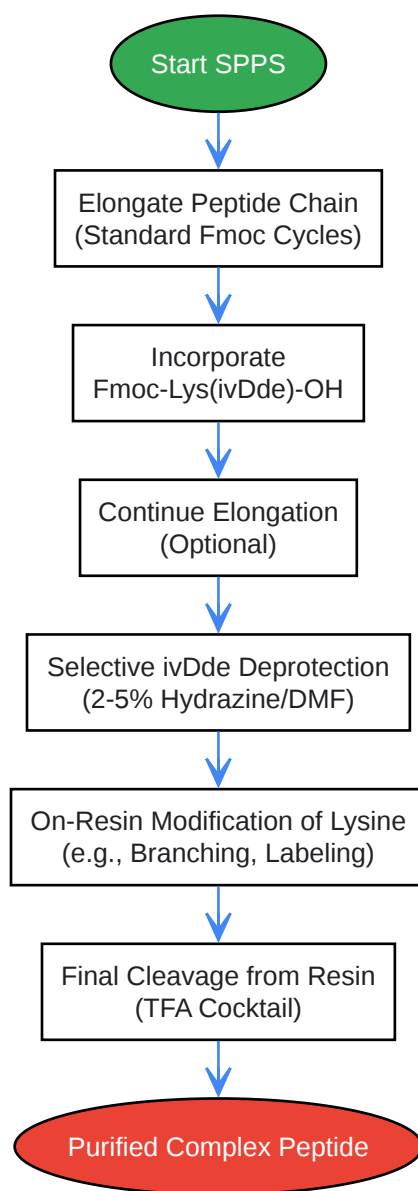 Start SPPS
Elongate Peptide Chain
(Standard Fmoc Cycles)
Incorporate
Fmoc-Lys(ivDde)-OH
Continue Elongation
(Optional)
Selective ivDde Deprotection
(2-5% Hydrazine/DMF)
On-Resin Modification of Lysine
(e.g., Branching, Labeling)
Final Cleavage from Resin
(TFA Cocktail)
Purified Complex Peptide